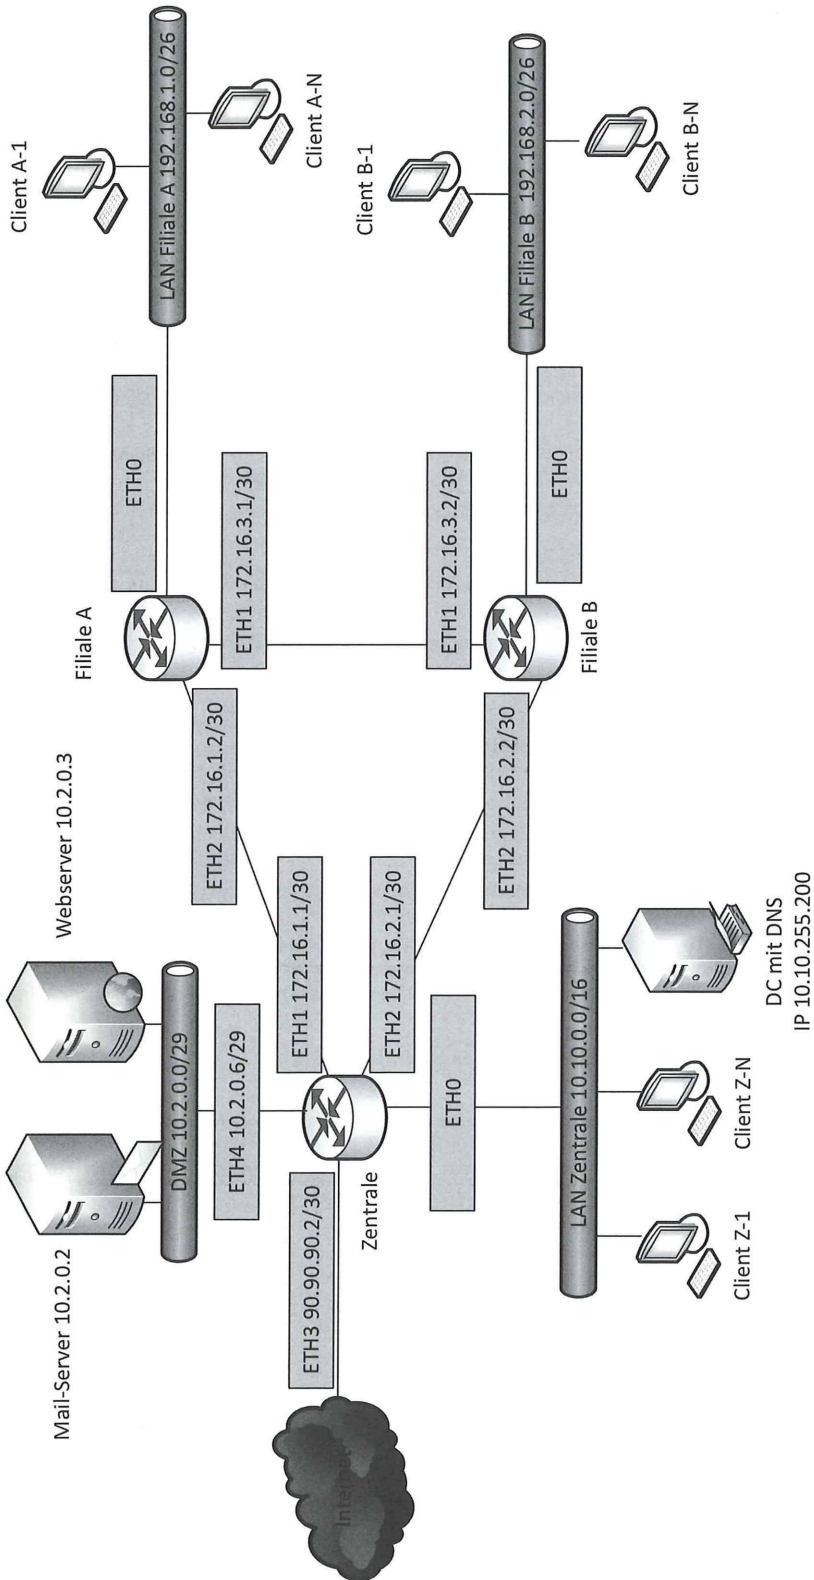 Mail-Server 10.2.0.2
Webserver 10.2.0.3
DMZ 10.2.0.0/29
ETH4 10.2.0.6/29
Internet
ETH3 90.90.90.2/30
Zentrale
ETH1 172.16.1.1/30
ETH2 172.16.2.1/30
ETH0
LAN Zentrale 10.10.0.0/16
Client Z-1
Client Z-N
DC mit DNS
IP 10.10.255.200
Filiale A
ETH2 172.16.1.2/30
ETH1 172.16.3.1/30
ETH0
Client A-1
LAN Filiale A 192.168.1.0/26
Client A-N
ETH2 172.16.2.2/30
ETH1 172.16.3.2/30
Filiale B
ETH0
Client B-1
LAN Filiale B 192.168.2.0/26
Client B-N